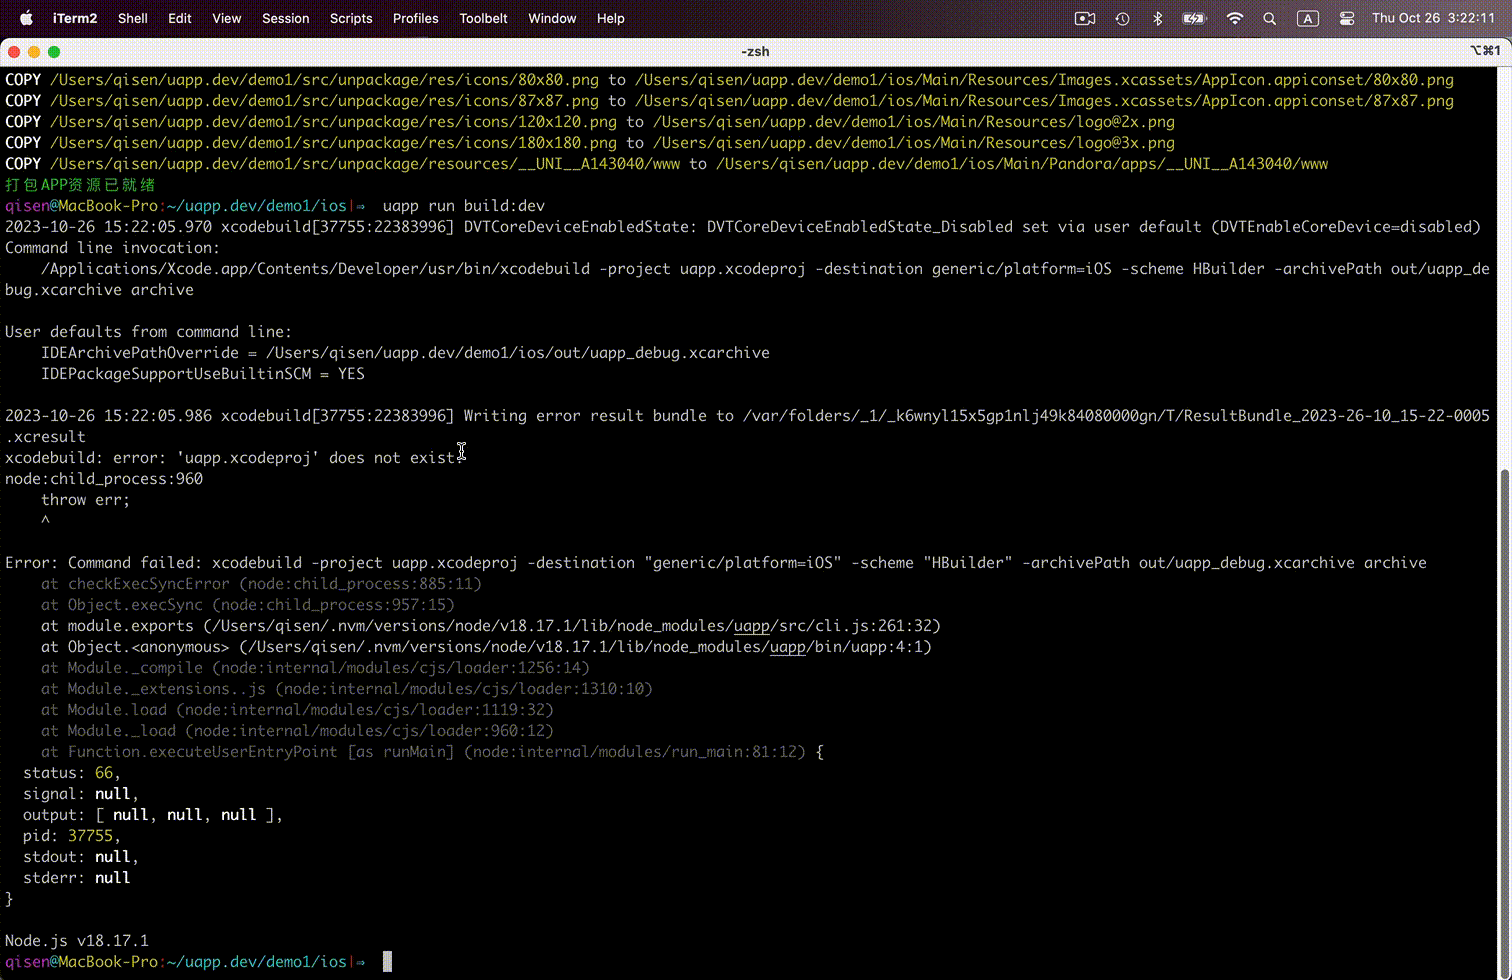 iTerm2 Shell Edit View Session Scripts Profiles Toolbelt Window Help A Thu Oct 26 3:22:11
-zsh ⌥⌘1
COPY /Users/qisen/uapp.dev/demo1/src/unpackage/res/icons/80x80.png to /Users/qisen/uapp.dev/demo1/ios/Main/Resources/Images.xcassets/AppIcon.appiconset/80x80.png
COPY /Users/qisen/uapp.dev/demo1/src/unpackage/res/icons/87x87.png to /Users/qisen/uapp.dev/demo1/ios/Main/Resources/Images.xcassets/AppIcon.appiconset/87x87.png
COPY /Users/qisen/uapp.dev/demo1/src/unpackage/res/icons/120x120.png to /Users/qisen/uapp.dev/demo1/ios/Main/Resources/logo@2x.png
COPY /Users/qisen/uapp.dev/demo1/src/unpackage/res/icons/180x180.png to /Users/qisen/uapp.dev/demo1/ios/Main/Resources/logo@3x.png
COPY /Users/qisen/uapp.dev/demo1/src/unpackage/resources/__UNI__A143040/www to /Users/qisen/uapp.dev/demo1/ios/Main/Pandora/apps/__UNI__A143040/www
打包APP资源已就绪
qisen@MacBook-Pro:~/uapp.dev/demo1/ios|⇒ uapp run build:dev
2023-10-26 15:22:05.970 xcodebuild[37755:22383996] DVTCoreDeviceEnabledState: DVTCoreDeviceEnabledState_Disabled set via user default (DVTEnableCoreDevice=disabled)
Command line invocation:
/Applications/Xcode.app/Contents/Developer/usr/bin/xcodebuild -project uapp.xcodeproj -destination generic/platform=iOS -scheme HBuilder -archivePath out/uapp_de
bug.xcarchive archive
User defaults from command line:
IDEArchivePathOverride = /Users/qisen/uapp.dev/demo1/ios/out/uapp_debug.xcarchive
IDEPackageSupportUseBuiltinSCM = YES
2023-10-26 15:22:05.986 xcodebuild[37755:22383996] Writing error result bundle to /var/folders/_1/_k6wnyl15x5gp1nlj49k84080000gn/T/ResultBundle_2023-26-10_15-22-0005
.xcresult
xcodebuild: error: 'uapp.xcodeproj' does not exist.
node:child_process:960
throw err;
^
Error: Command failed: xcodebuild -project uapp.xcodeproj -destination "generic/platform=iOS" -scheme "HBuilder" -archivePath out/uapp_debug.xcarchive archive
at checkExecSyncError (node:child_process:885:11)
at Object.execSync (node:child_process:957:15)
at module.exports (/Users/qisen/.nvm/versions/node/v18.17.1/lib/node_modules/uapp/src/cli.js:261:32)
at Object.<anonymous> (/Users/qisen/.nvm/versions/node/v18.17.1/lib/node_modules/uapp/bin/uapp:4:1)
at Module._compile (node:internal/modules/cjs/loader:1256:14)
at Module._extensions..js (node:internal/modules/cjs/loader:1310:10)
at Module.load (node:internal/modules/cjs/loader:1119:32)
at Module._load (node:internal/modules/cjs/loader:960:12)
at Function.executeUserEntryPoint [as runMain] (node:internal/modules/run_main:81:12) {
status: 66,
signal: null,
output: [ null, null, null ],
pid: 37755,
stdout: null,
stderr: null
}
Node.js v18.17.1
qisen@MacBook-Pro:~/uapp.dev/demo1/ios|⇒